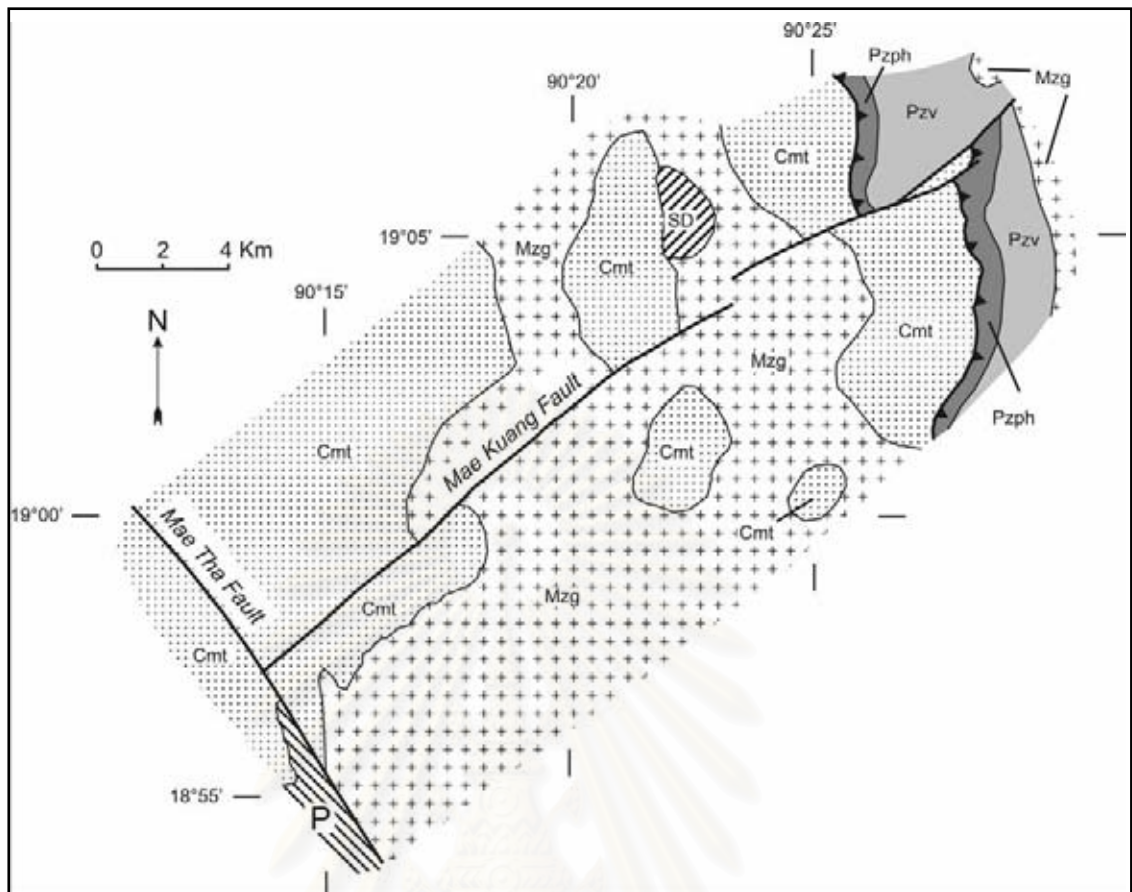 90°25'
Pzph
90°20'
Mzg
Pzv
Cmt
SD
19°05'
Mzg
Pzv
0 2 4 Km
Cmt
90°15'
N
Cmt
Mzg
Mae Kuang Fault
Pzph
Cmt
Cmt
19°00'
Cmt
Mae Tha Fault
Mzg
Cmt
Cmt
18°55'
P